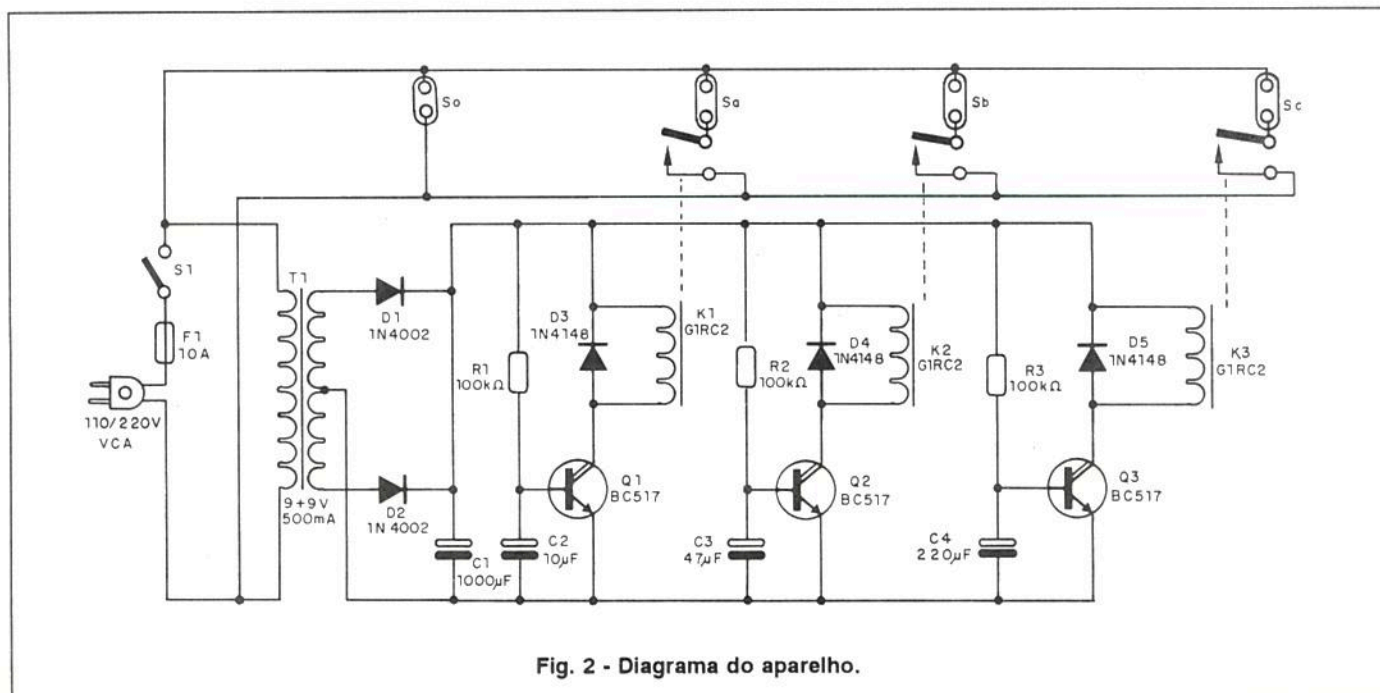 So
Sa
Sb
Sc
S1
F1
10A
110/220V
VCA
T1
9+9V
500mA
D1
1N4002
D2
1N4002
C1
1000µF
R1
100kΩ
C2
10µF
D3
1N4148
K1
G1RC2
Q1
BC517
R2
100kΩ
C3
47µF
D4
1N4148
K2
G1RC2
Q2
BC517
R3
100kΩ
C4
220µF
D5
1N4148
K3
G1RC2
Q3
BC517
Fig. 2 - Diagrama do aparelho.